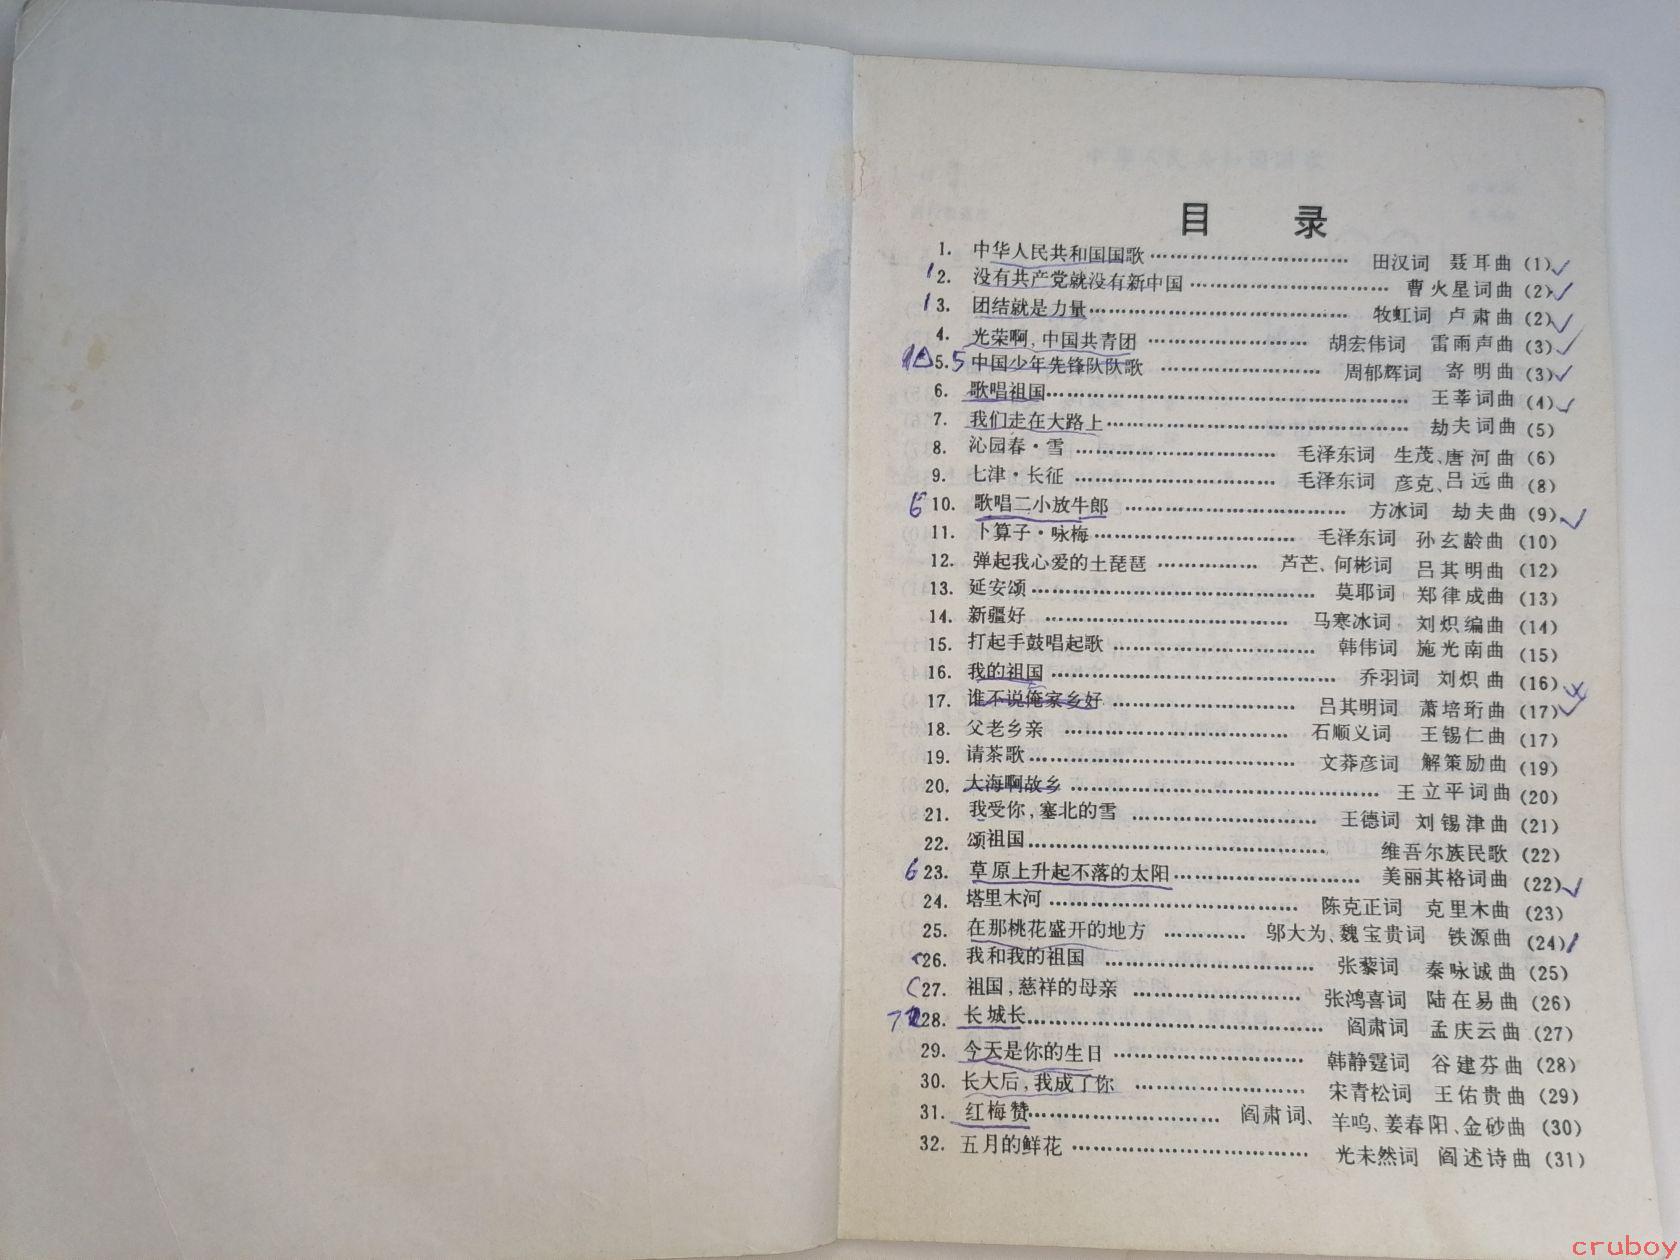 目 录
1. 中华人民共和国国歌 …… 田汉词 聂耳曲 (1)
1 2. 没有共产党就没有新中国 …… 曹火星词曲 (2)
1 3. 团结就是力量 …… 牧虹词 卢肃曲 (2)
4. 光荣啊,中国共青团 …… 胡宏伟词 雷雨声曲 (3)
5. 5 中国少年先锋队队歌 …… 周郁辉词 寄明曲 (3)
6. 歌唱祖国 …… 王莘词曲 (4)
7. 我们走在大路上 …… 劫夫词曲 (5)
8. 沁园春·雪 …… 毛泽东词 生茂、唐河曲 (6)
9. 七津·长征 …… 毛泽东词 彦克、吕远曲 (8)
6 10. 歌唱二小放牛郎 …… 方冰词 劫夫曲 (9)
11. 卜算子·咏梅 …… 毛泽东词 孙玄龄曲 (10)
12. 弹起我心爱的土琵琶 …… 芦芒、何彬词 吕其明曲 (12)
13. 延安颂 …… 莫耶词 郑律成曲 (13)
14. 新疆好 …… 马寒冰词 刘炽编曲 (14)
15. 打起手鼓唱起歌 …… 韩伟词 施光南曲 (15)
16. 我的祖国 …… 乔羽词 刘炽曲 (16)
17. 谁不说俺家乡好 …… 吕其明词 萧培珩曲 (17)
18. 父老乡亲 …… 石顺义词 王锡仁曲 (17)
19. 请茶歌 …… 文莽彦词 解策励曲 (19)
20. 大海啊故乡 …… 王立平词曲 (20)
21. 我受你,塞北的雪 …… 王德词 刘锡津曲 (21)
22. 颂祖国 …… 维吾尔族民歌 (22)
6 23. 草原上升起不落的太阳 …… 美丽其格词曲 (22)
24. 塔里木河 …… 陈克正词 克里木曲 (23)
25. 在那桃花盛开的地方 …… 邬大为、魏宝贵词 铁源曲 (24)
26. 我和我的祖国 …… 张藜词 秦咏诚曲 (25)
27. 祖国,慈祥的母亲 …… 张鸿喜词 陆在易曲 (26)
7 28. 长城长 …… 阎肃词 孟庆云曲 (27)
29. 今天是你的生日 …… 韩静霆词 谷建芬曲 (28)
30. 长大后,我成了你 …… 宋青松词 王佑贵曲 (29)
31. 红梅赞 …… 阎肃词、羊鸣、姜春阳、金砂曲 (30)
32. 五月的鲜花 …… 光未然词 阎述诗曲 (31)
cruboy